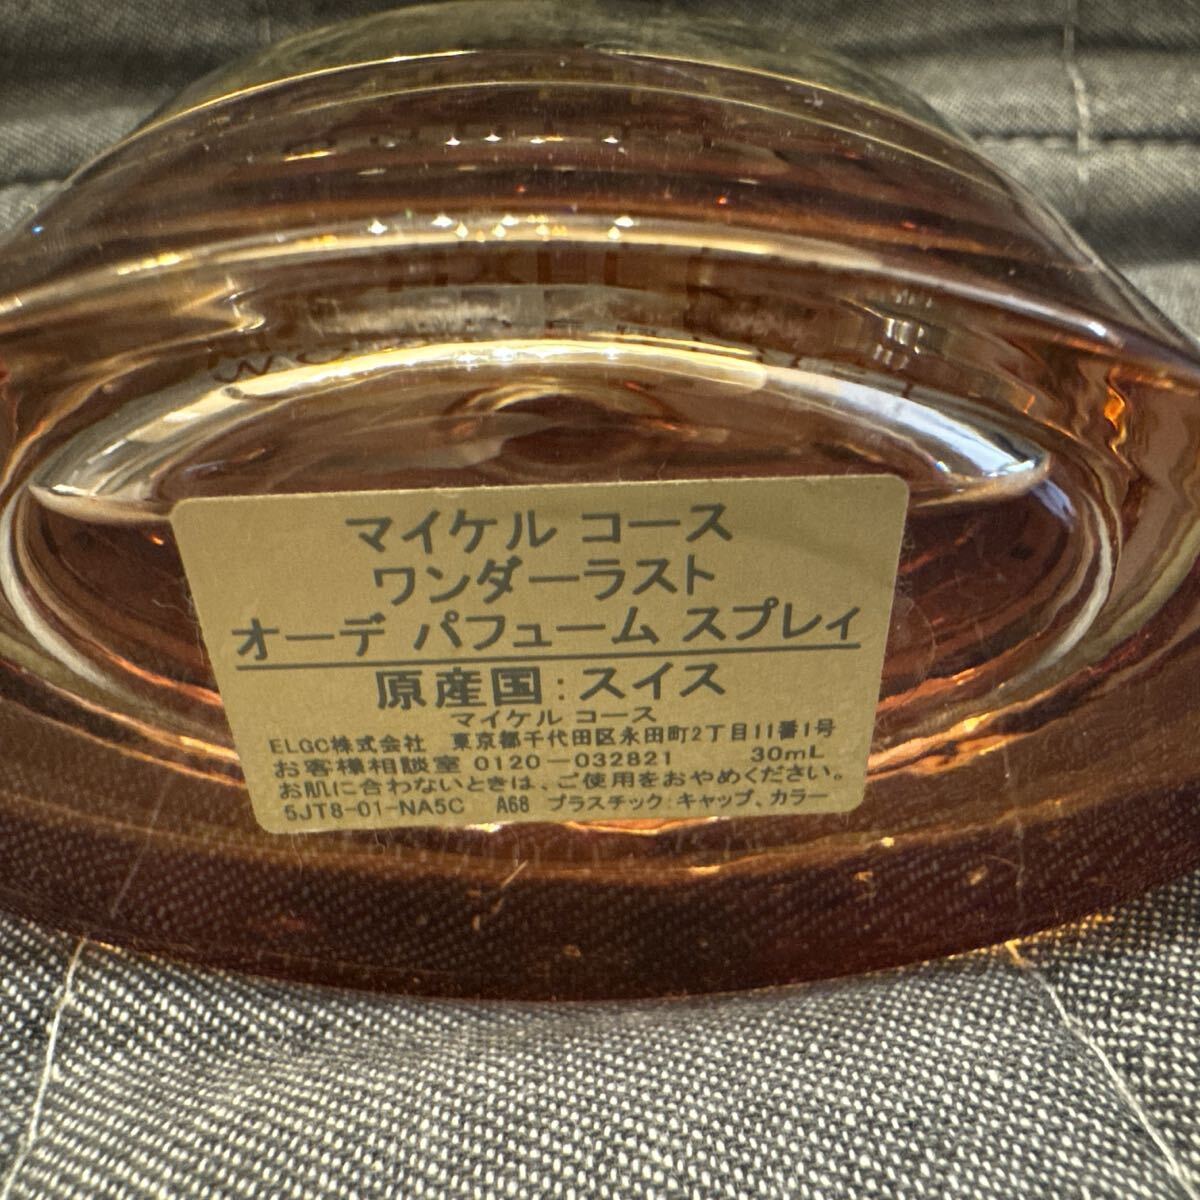 マイケル コース
ワンダーラスト
オーデ パフューム スプレィ
原産国：スイス
マイケル コース
ELGC株式会社 東京都千代田区永田町2丁目11番1号
お客様相談室 0120-032821 30mL
お肌に合わないときは、ご使用をおやめください。
5JT8-01-NA5C A68 プラスチック：キャップ、カラー